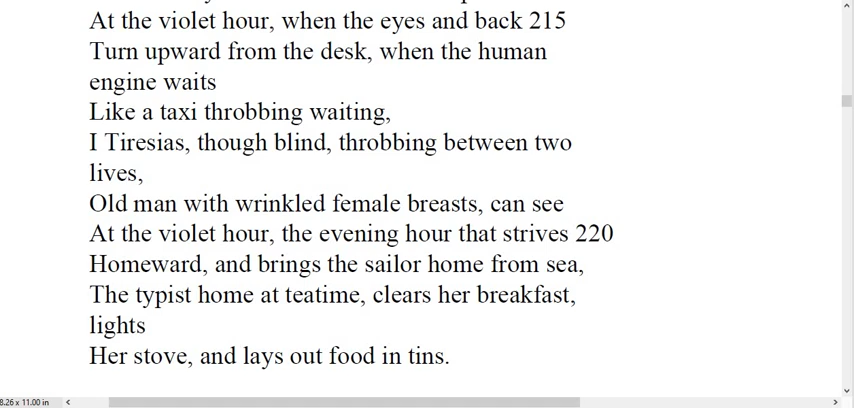 At the violet hour, when the eyes and back 215
Turn upward from the desk, when the human
engine waits
Like a taxi throbbing waiting,
I Tiresias, though blind, throbbing between two
lives,
Old man with wrinkled female breasts, can see
At the violet hour, the evening hour that strives 220
Homeward, and brings the sailor home from sea,
The typist home at teatime, clears her breakfast,
lights
Her stove, and lays out food in tins.
8.26 x 11.00 in